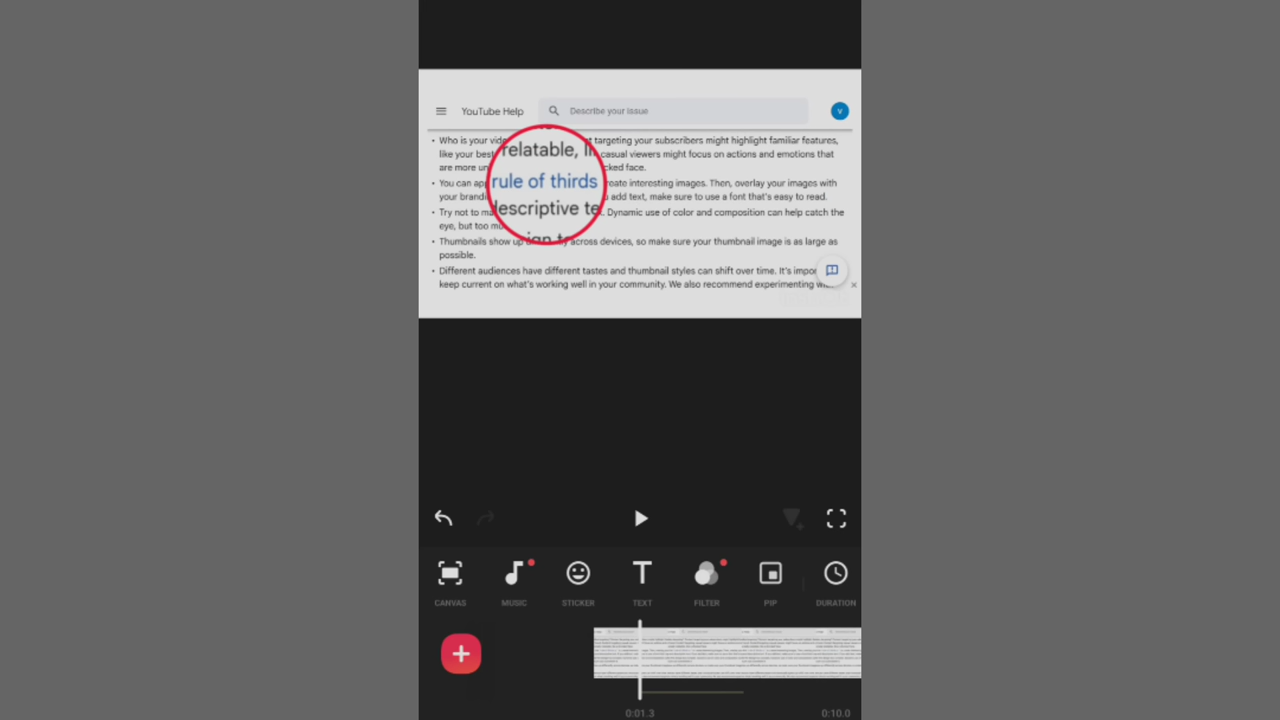 YouTube Help
Describe your issue
V
• Who is your vide t targeting your subscribers might highlight familiar features,
like your best casual viewers might focus on actions and emotions that
are more un cked face.
relatable, li
rule of thirds
descriptive te
ign te
• You can app reate interesting images. Then, overlay your images with
your brandi u add text, make sure to use a font that's easy to read.
• Try not to ma . Dynamic use of color and composition can help catch the
eye, but too mu
• Thumbnails show up across devices, so make sure your thumbnail image is as large as
possible.
• Different audiences have different tastes and thumbnail styles can shift over time. It's impo
keep current on what's working well in your community. We also recommend experimenting wi
CANVAS MUSIC STICKER TEXT FILTER PIP DURATION
0:01.3 0:10.0